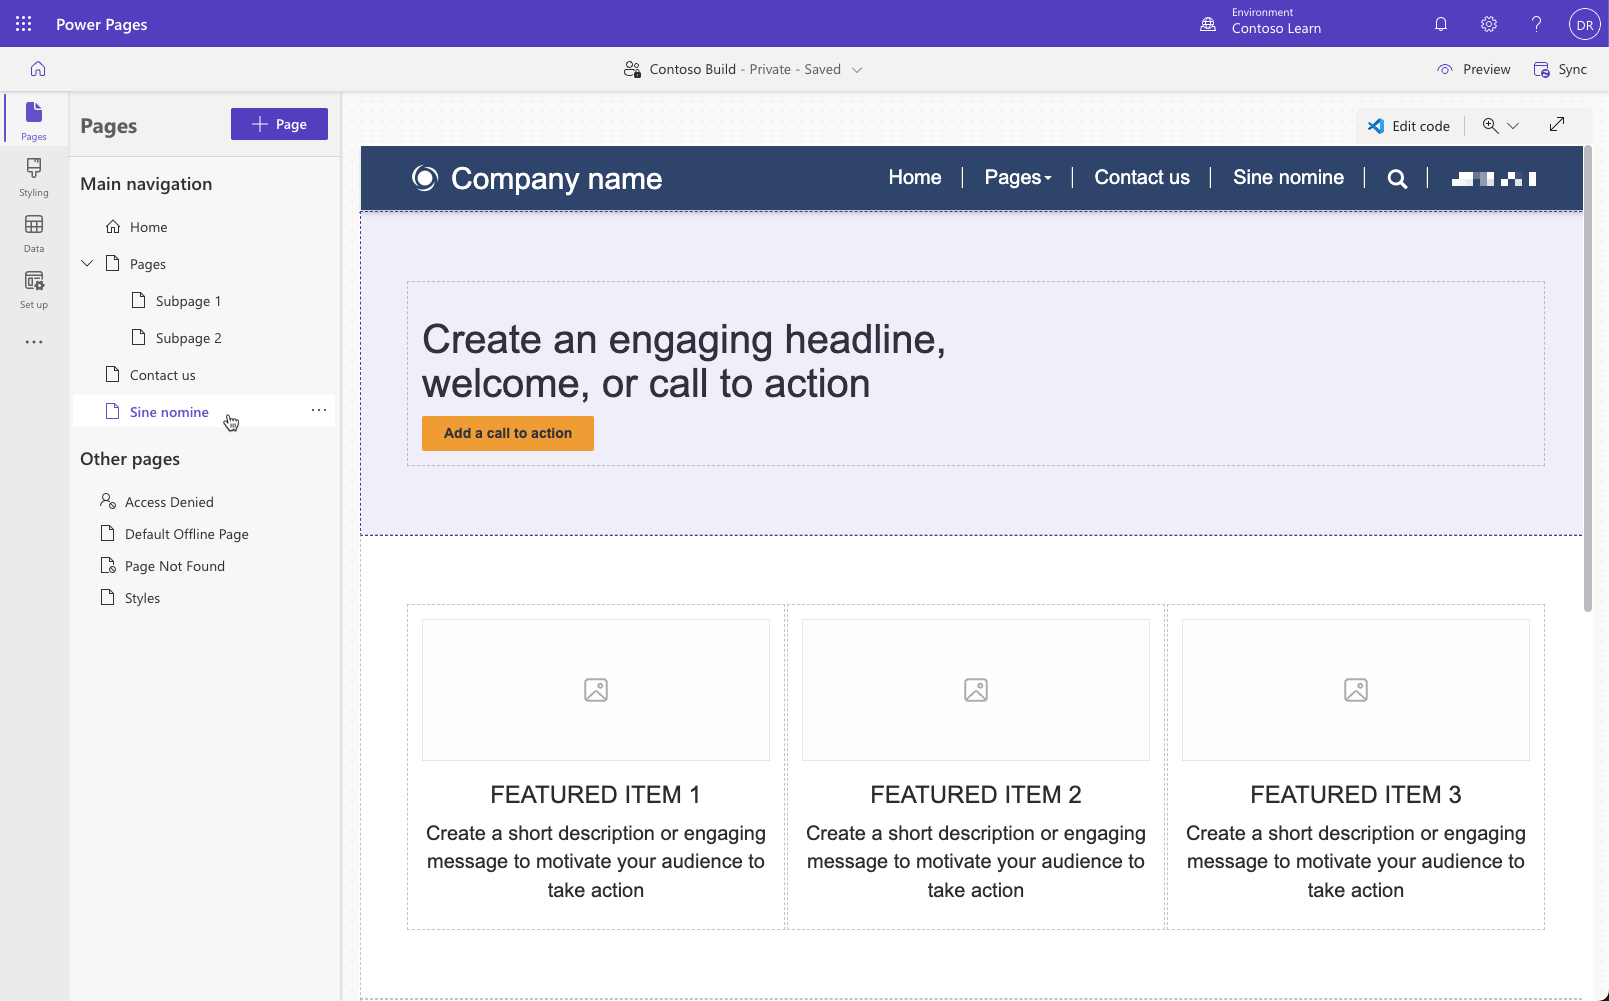 Power Pages
Environment
Contoso Learn
DR
Contoso Build - Private - Saved
Preview
Sync
Pages
Styling
Data
Set up
Pages
Page
Main navigation
Home
Pages
Subpage 1
Subpage 2
Contact us
Sine nomine
Other pages
Access Denied
Default Offline Page
Page Not Found
Styles
Edit code
Company name
Home
Pages
Contact us
Sine nomine
Create an engaging headline,
welcome, or call to action
Add a call to action
FEATURED ITEM 1
Create a short description or engaging
message to motivate your audience to
take action
FEATURED ITEM 2
Create a short description or engaging
message to motivate your audience to
take action
FEATURED ITEM 3
Create a short description or engaging
message to motivate your audience to
take action